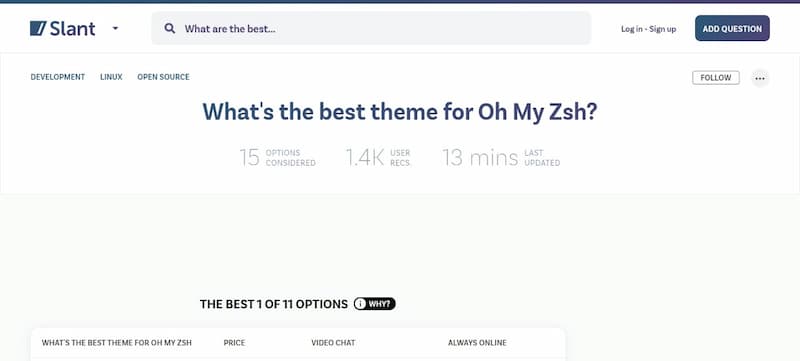 Slant
What are the best...
Log in - Sign up
ADD QUESTION
DEVELOPMENT LINUX OPEN SOURCE
FOLLOW
What's the best theme for Oh My Zsh?
15 OPTIONS CONSIDERED 1.4K USER RECS. 13 mins LAST UPDATED
THE BEST 1 OF 11 OPTIONS WHY?
WHAT'S THE BEST THEME FOR OH MY ZSH PRICE VIDEO CHAT ALWAYS ONLINE